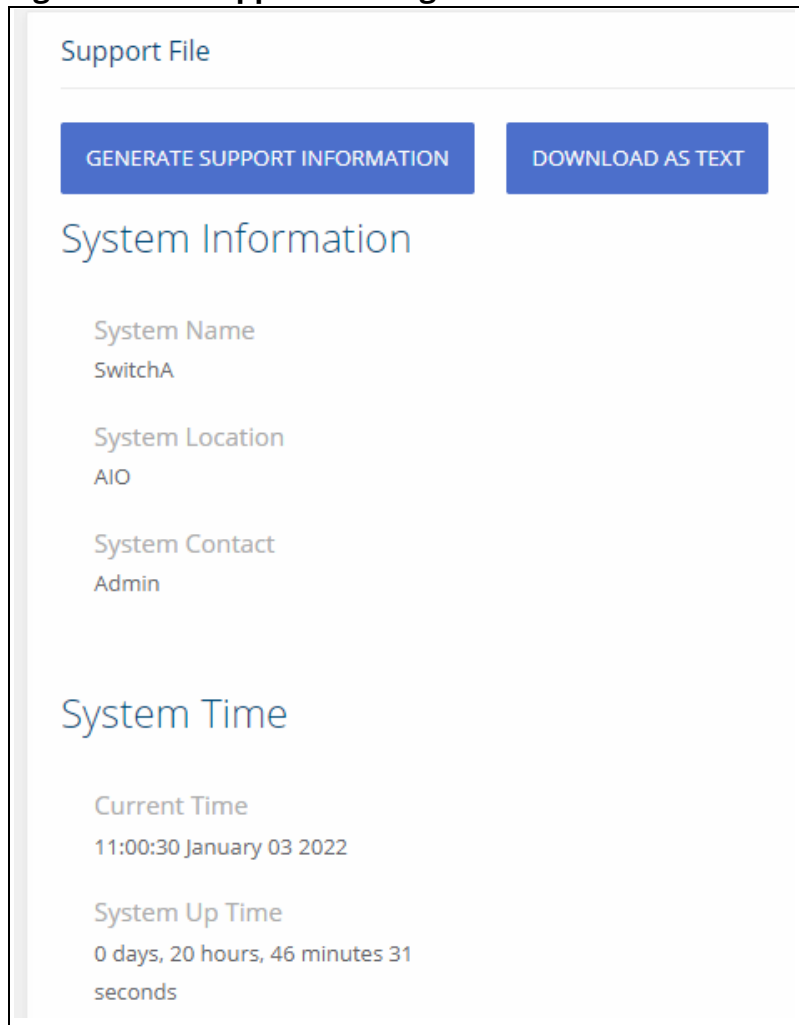 Support File
GENERATE SUPPORT INFORMATION
DOWNLOAD AS TEXT
System Information
System Name
SwitchA
System Location
AIO
System Contact
Admin
System Time
Current Time
11:00:30 January 03 2022
System Up Time
0 days, 20 hours, 46 minutes 31
seconds